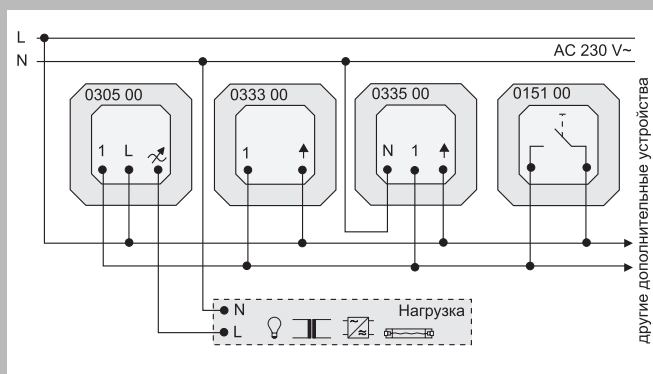 L
N
AC 230 V~
0305 00
0333 00
0335 00
0151 00
1 L
1
N 1
другие дополнительные устройства
N
Нагрузка
L